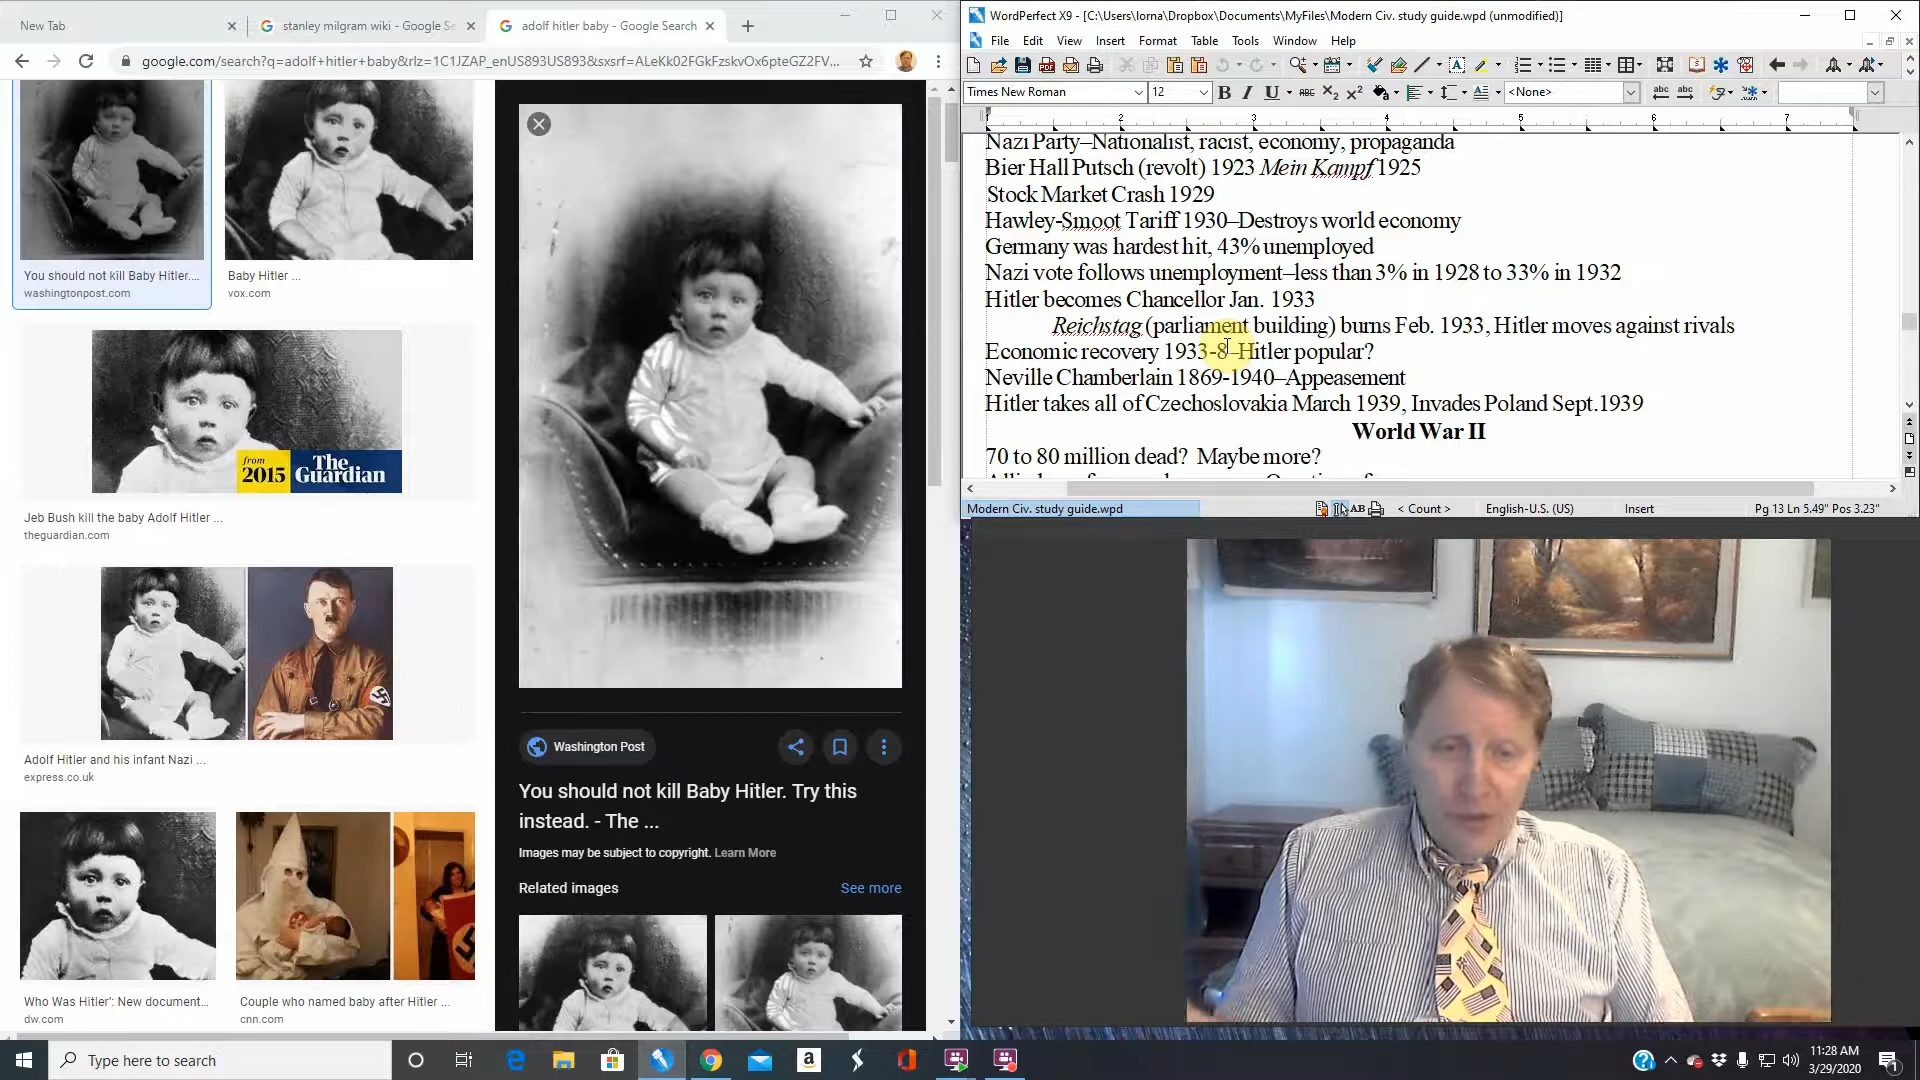 New Tab
stanley milgram wiki - Google Se
adolf hitler baby - Google Search
google.com/search?q=adolf+hitler+baby&rlz=1C1JZAP_enUS893US893&sxsrf=ALeKk02FGkFzskvOx6pteGZ2FV...
You should not kill Baby Hitler....
washingtonpost.com
Baby Hitler ...
vox.com
from
2015
The
Guardian
Jeb Bush kill the baby Adolf Hitler ...
theguardian.com
Adolf Hitler and his infant Nazi ...
express.co.uk
Who Was Hitler': New document...
dw.com
Couple who named baby after Hitler ...
cnn.com
Washington Post
You should not kill Baby Hitler. Try this
instead. - The ...
Images may be subject to copyright. Learn More
Related images
See more
WordPerfect X9 - [C:\Users\lorna\Dropbox\Documents\MyFiles\Modern Civ. study guide.wpd (unmodified)]
File Edit View Insert Format Table Tools Window Help
Times New Roman 12 <None>
1 2 3 4 5 6 7
Nazi Party–Nationalist, racist, economy, propaganda
Bier Hall Putsch (revolt) 1923 Mein Kampf 1925
Stock Market Crash 1929
Hawley-Smoot Tariff 1930–Destroys world economy
Germany was hardest hit, 43% unemployed
Nazi vote follows unemployment–less than 3% in 1928 to 33% in 1932
Hitler becomes Chancellor Jan. 1933
Reichstag (parliament building) burns Feb. 1933, Hitler moves against rivals
Economic recovery 1933-8–Hitler popular?
Neville Chamberlain 1869-1940–Appeasement
Hitler takes all of Czechoslovakia March 1939, Invades Poland Sept.1939
World War II
70 to 80 million dead? Maybe more?
Modern Civ. study guide.wpd
AB
< Count >
English-U.S. (US)
Insert
Pg 13 Ln 5.49" Pos 3.23"
Type here to search
11:28 AM
3/29/2020